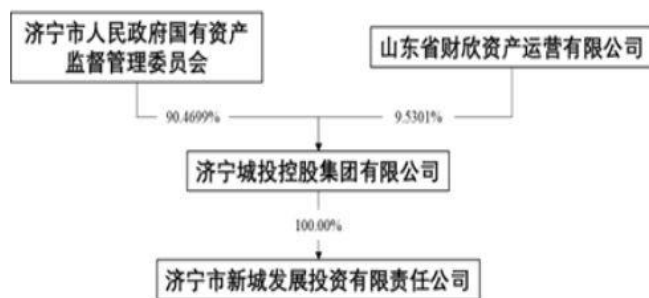 济宁市人民政府国有资产
监督管理委员会
山东省财欣资产运营有限公司
90.4699%
9.5301%
济宁城投控股集团有限公司
100.00%
济宁市新城发展投资有限责任公司